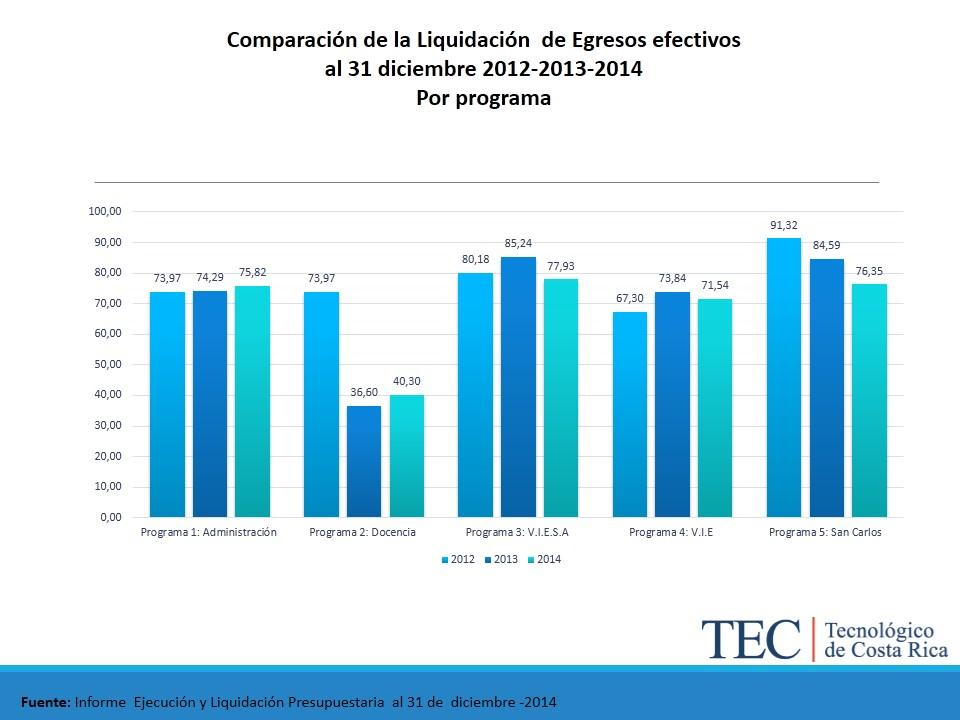 Comparación de la Liquidación  de Egresos efectivos
al 31 diciembre 2012-2013-2014
Por programa
100,00
90,00
80,00
70,00
60,00
50,00
40,00
30,00
20,00
10,00
0,00
73,97 74,29 75,82
73,97 36,60 40,30
80,18 85,24 77,93
67,30 73,84 71,54
91,32 84,59 76,35
Programa 1: Administración
Programa 2: Docencia
Programa 3: V.I.E.S.A
Programa 4: V.I.E
Programa 5: San Carlos
2012 2013 2014
TEC
Tecnológico
de Costa Rica
Fuente: Informe  Ejecución y Liquidación Presupuestaria  al 31 de  diciembre -2014